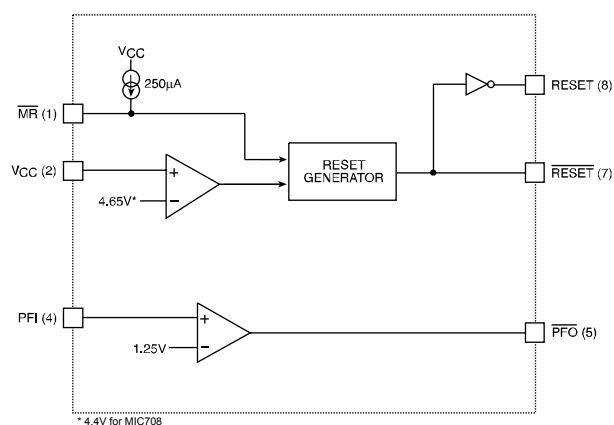 VCC
250µA
MR (1)
RESET (8)
VCC (2)
+
4.65V*
−
RESET
GENERATOR
RESET (7)
PFI (4)
+
1.25V
−
PFO (5)
* 4.4V for MIC708